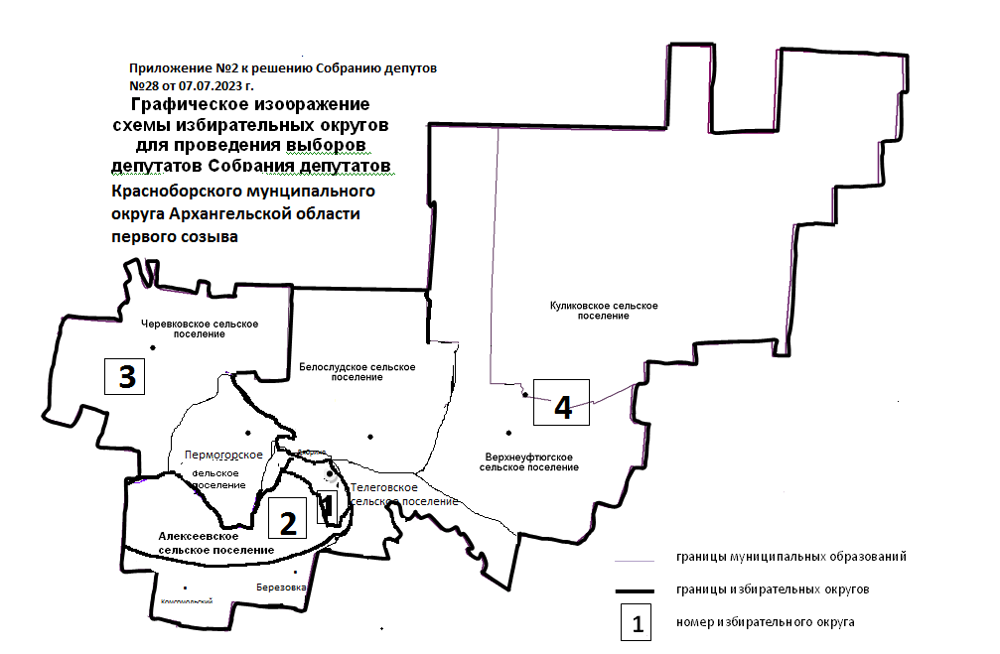 Приложение №2 к решению Собранию депутов
№28 от 07.07.2023 г.
Графическое изображение
схемы избирательных округов
для проведения выборов
депутатов Собрания депутатов
Красноборского мунципального
округа Архангельской области
первого созыва
Куликовское сельское
поселение
Черевковское сельское
поселение
3
Белослудское сельское
поселение
4
Пермогорское
сельское
поселение
Верхнеуфтюгское
сельское поселение
Телеговское
сельское поселение
1
2
Алексеевское
сельское поселение
Березовка
Комсомольский
границы муниципальных образований
границы избирательных округов
1
номер избирательного округа